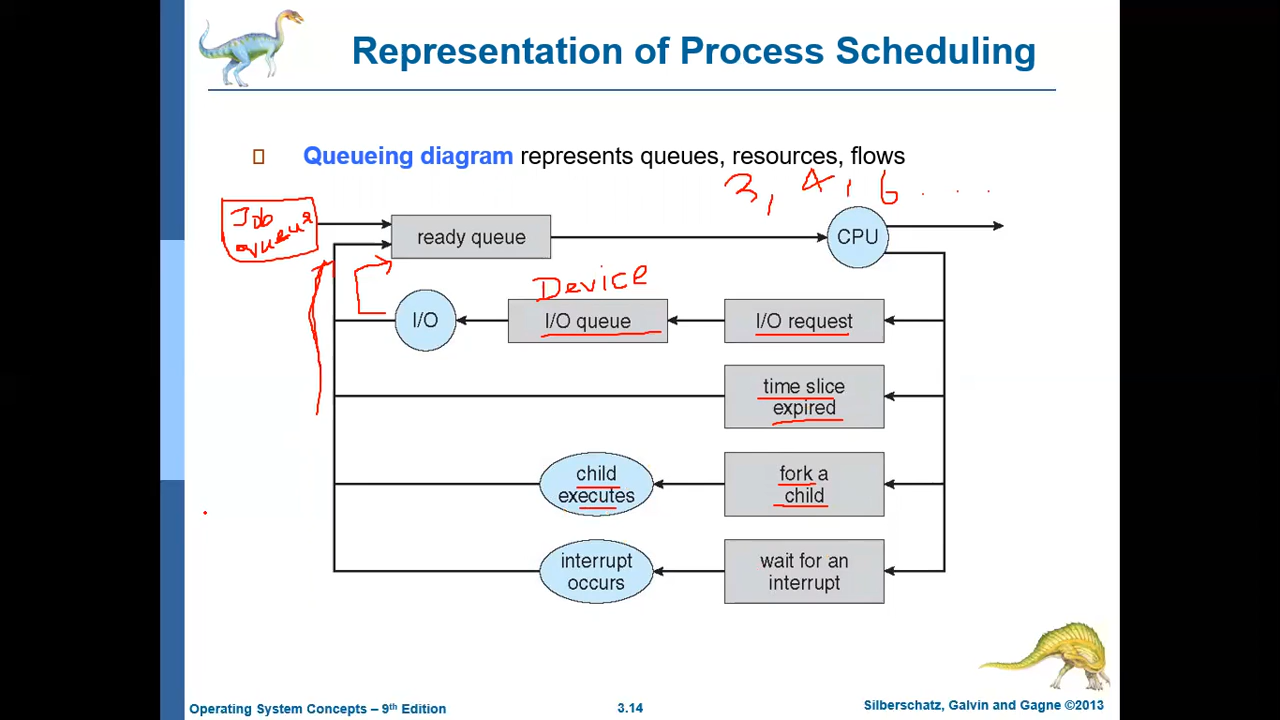 Representation of Process Scheduling
Queueing diagram represents queues, resources, flows
3, 4, 6 . . . .
Job
queue
ready queue
CPU
Device
I/O
I/O queue
I/O request
time slice
expired
child
executes
fork a
child
interrupt
occurs
wait for an
interrupt
Operating System Concepts – 9th Edition
3.14
Silberschatz, Galvin and Gagne ©2013